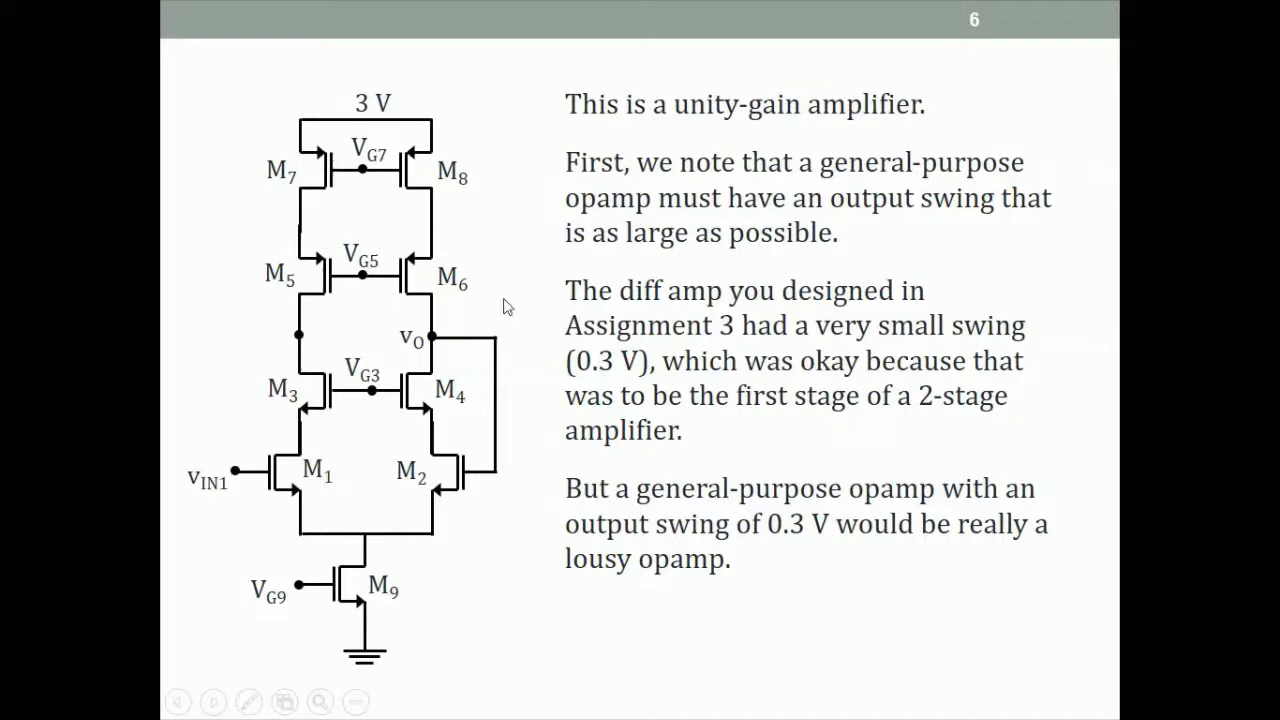 6
3 V
M7
VG7
M8
M5
VG5
M6
vO
M3
VG3
M4
vIN1
M1
M2
VG9
M9
This is a unity-gain amplifier.
First, we note that a general-purpose
opamp must have an output swing that
is as large as possible.
The diff amp you designed in
Assignment 3 had a very small swing
(0.3 V), which was okay because that
was to be the first stage of a 2-stage
amplifier.
But a general-purpose opamp with an
output swing of 0.3 V would be really a
lousy opamp.